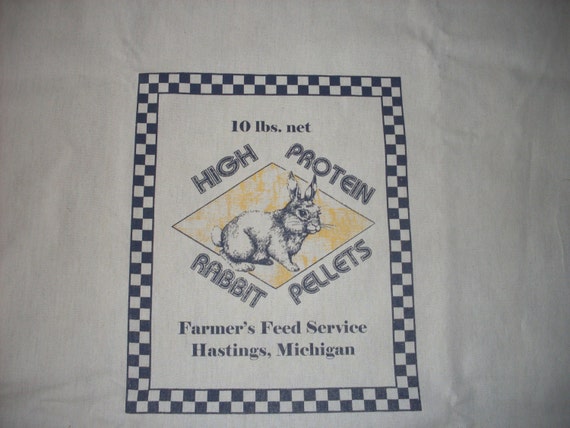 10 lbs. net
HIGH PROTEIN
RABBIT PELLETS
Farmer's Feed Service
Hastings, Michigan